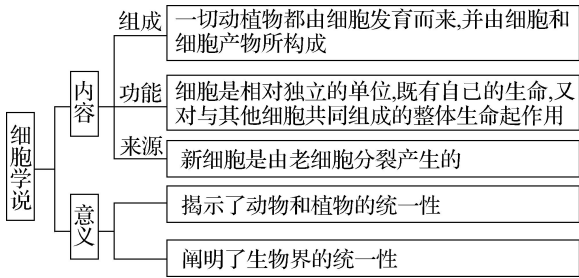 细胞学说
内容
组成
一切动植物都由细胞发育而来,并由细胞和
细胞产物所构成
功能
细胞是相对独立的单位,既有自己的生命,又
对与其他细胞共同组成的整体生命起作用
来源
新细胞是由老细胞分裂产生的
意义
揭示了动物和植物的统一性
阐明了生物界的统一性